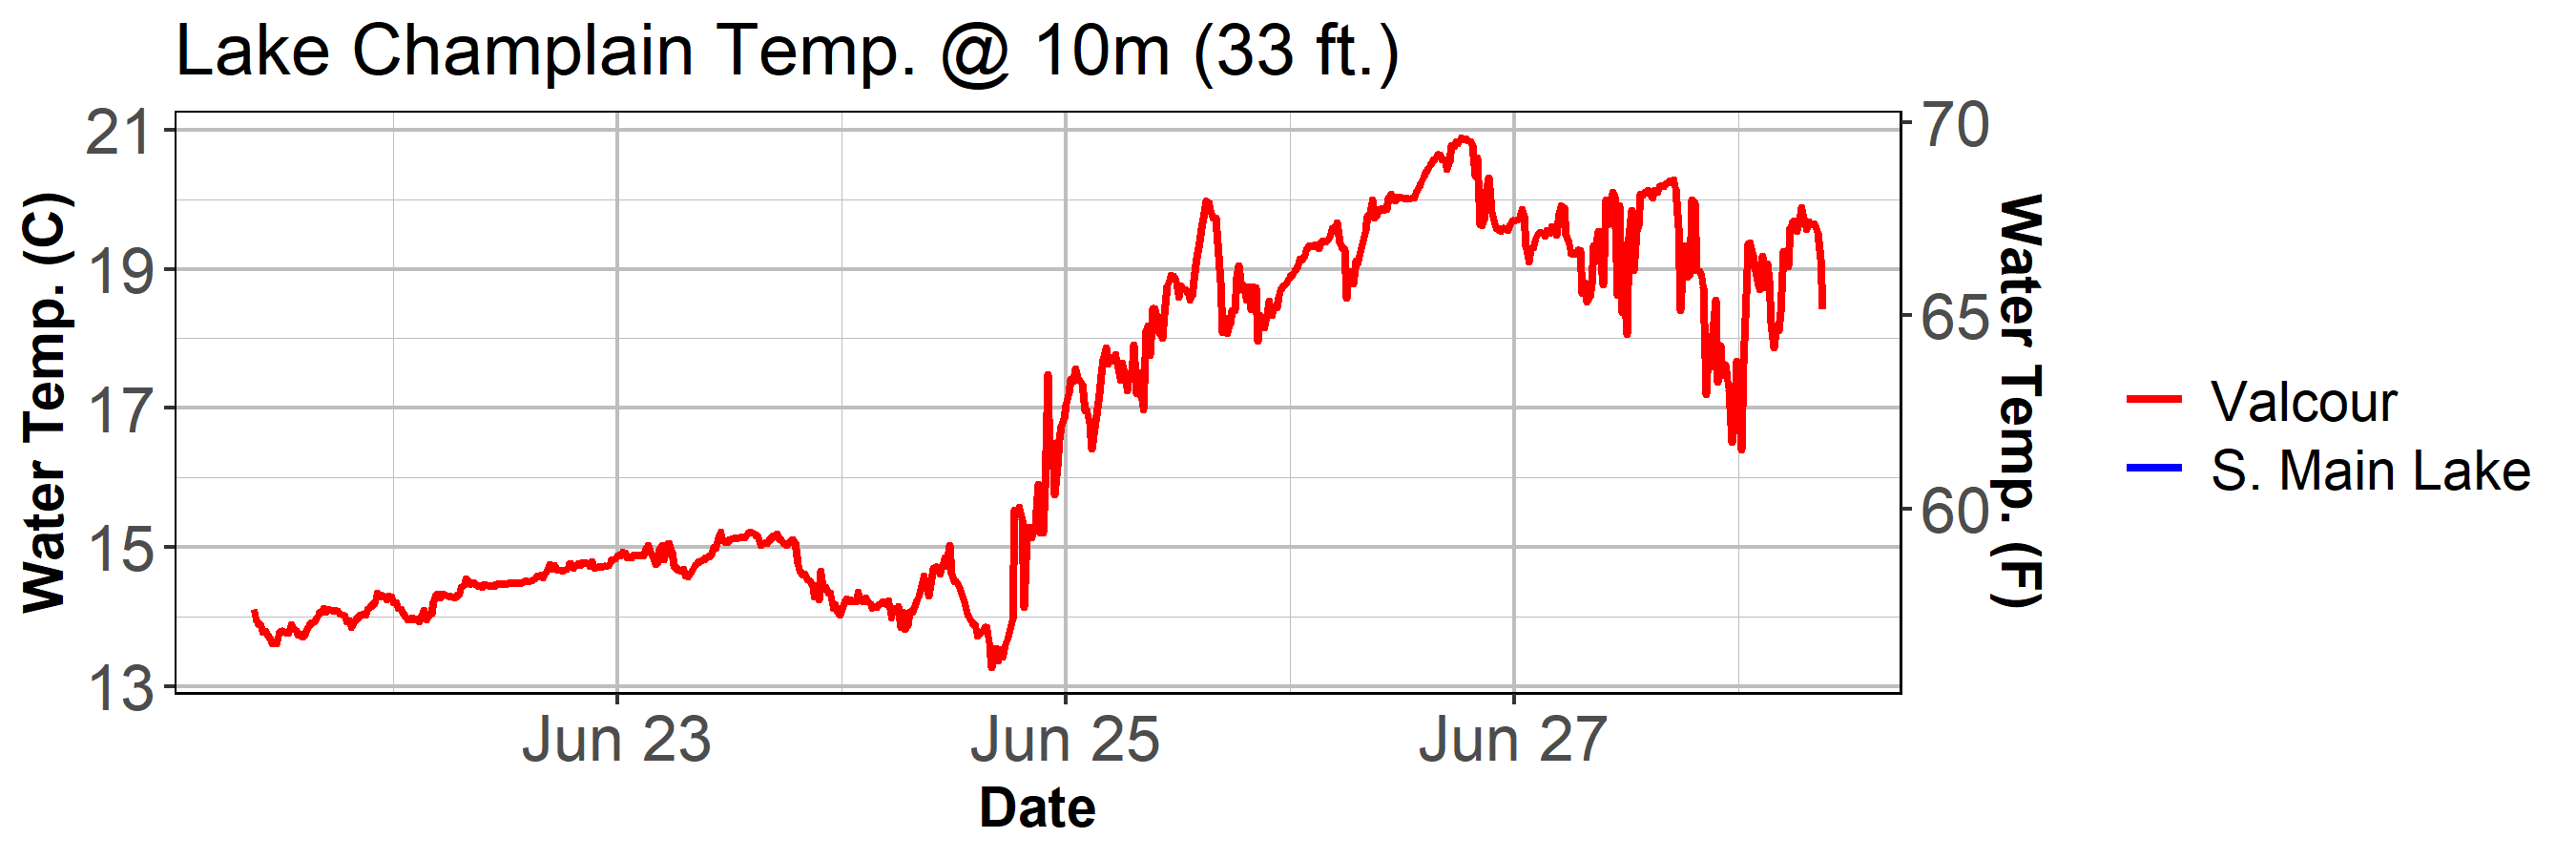 Lake Champlain Temp. @ 10m (33 ft.)
Water Temp. (C)
21
19
17
15
13
70
65
60
Water Temp. (F)
Jun 23
Jun 25
Jun 27
Date
Valcour
S. Main Lake